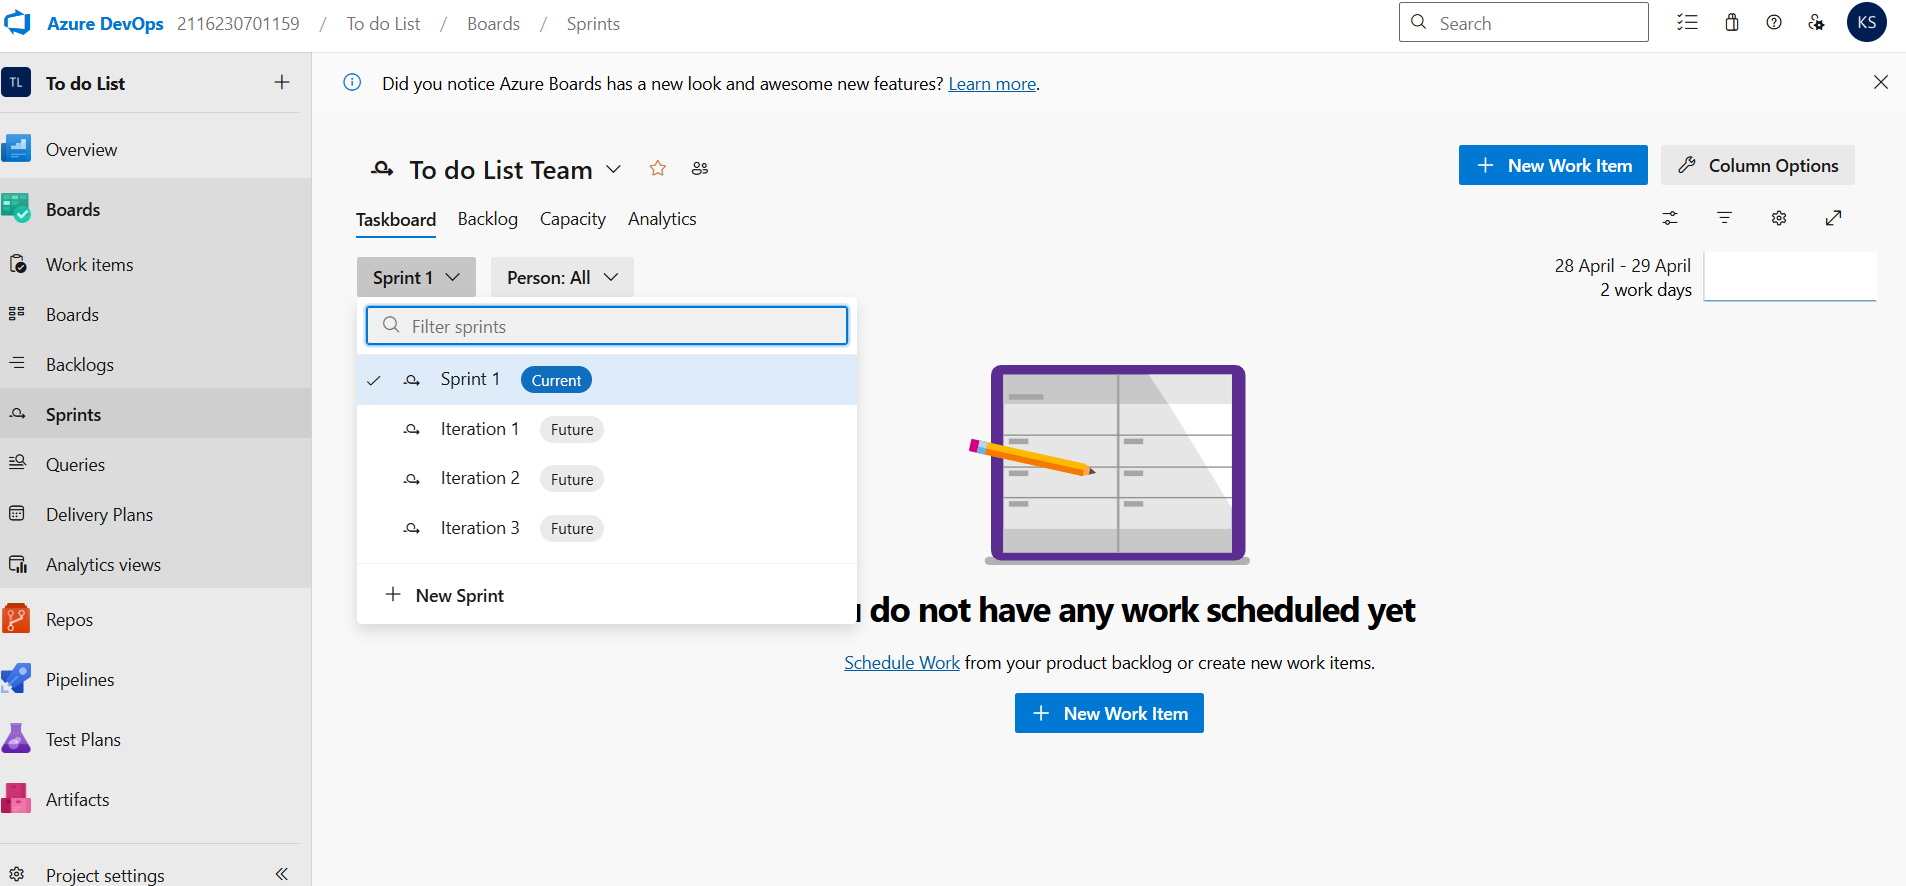 Azure DevOps 2116230701159 / To do List / Boards / Sprints
Search
KS
TL To do List
Overview
Boards
Work items
Boards
Backlogs
Sprints
Queries
Delivery Plans
Analytics views
Repos
Pipelines
Test Plans
Artifacts
Project settings
Did you notice Azure Boards has a new look and awesome new features? Learn more.
To do List Team
New Work Item
Column Options
Taskboard Backlog Capacity Analytics
Sprint 1
Person: All
28 April - 29 April
2 work days
Filter sprints
Sprint 1 Current
Iteration 1 Future
Iteration 2 Future
Iteration 3 Future
New Sprint
do not have any work scheduled yet
Schedule Work from your product backlog or create new work items.
New Work Item